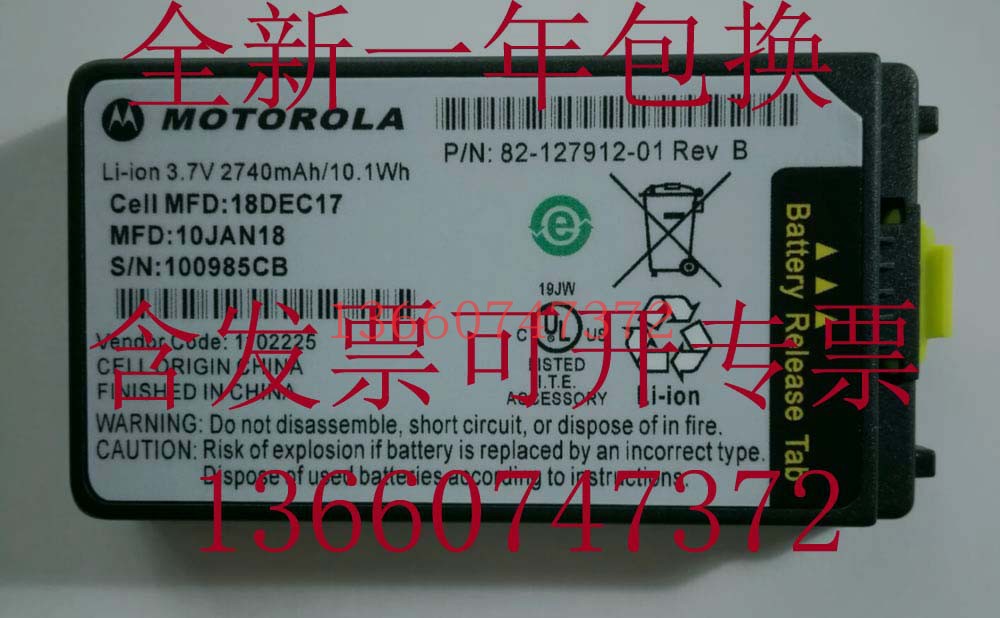 全新一年包换
MOTOROLA
P/N: 82-127912-01 Rev B
Li-ion 3.7V 2740mAh/10.1Wh
Cell MFD:18DEC17
MFD:10JAN18
S/N:100985CB
e
Battery Release Tab
19JW
C UL US
LISTED
I.T.E.
ACCESSORY
Li-ion
13660747372
Vendor Code:
CELL ORIGIN CHINA
FINISHED IN CHINA
含发票可开专票
WARNING: Do not disassemble, short circuit, or dispose of in fire.
CAUTION: Risk of explosion if battery is replaced by an incorrect type.
Dispose of used batteries according to instructions.
13660747372